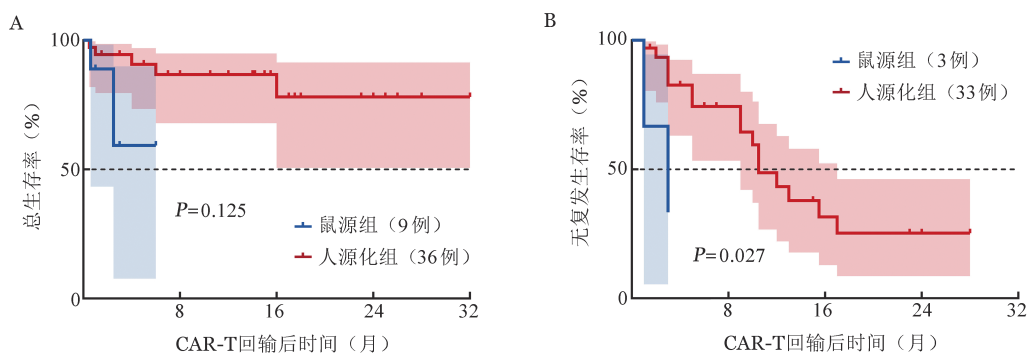 A
100
50
0
总生存率（%）
P=0.125
鼠源组（9例）
人源化组（36例）
8
16
24
32
CAR-T回输后时间（月）
B
100
50
0
无复发生存率（%）
鼠源组（3例）
人源化组（33例）
P=0.027
8
16
24
32
CAR-T回输后时间（月）